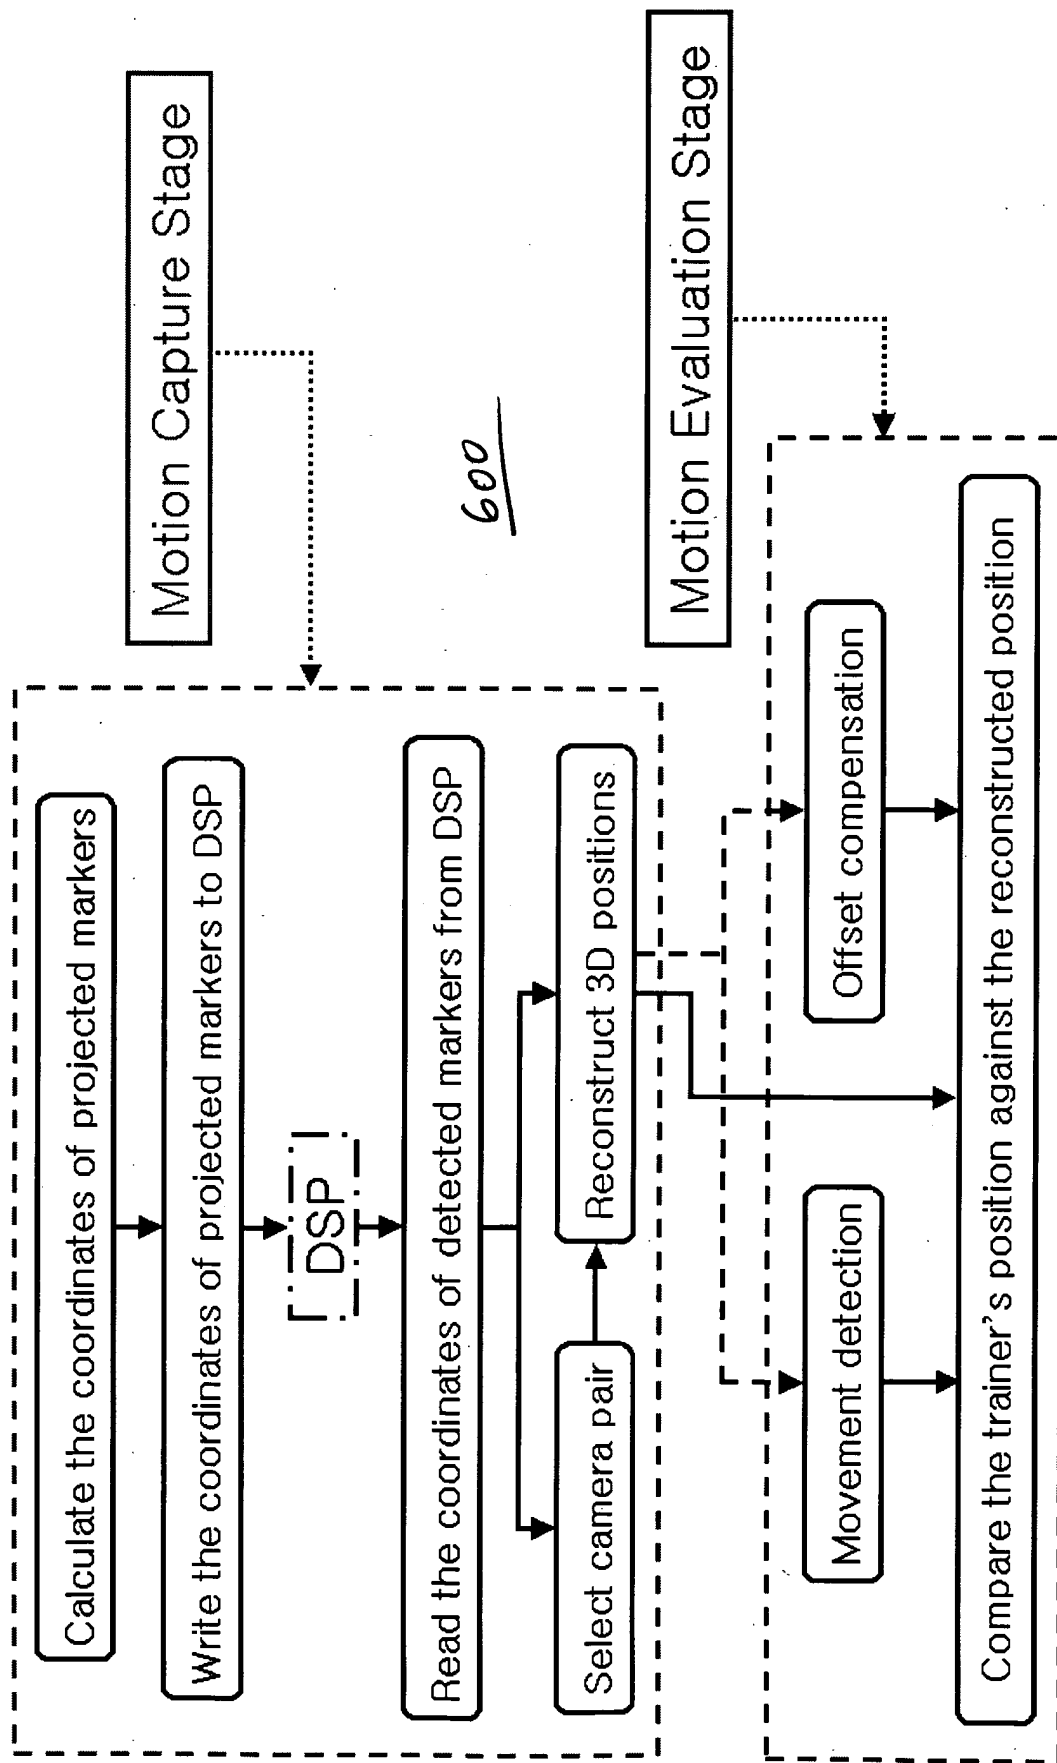 Motion Capture Stage
Calculate the coordinates of projected markers
Write the coordinates of projected markers to DSP
DSP
Read the coordinates of detected markers from DSP
Select camera pair
Reconstruct 3D positions
600
Motion Evaluation Stage
Movement detection
Offset compensation
Compare the trainer's position against the reconstructed position